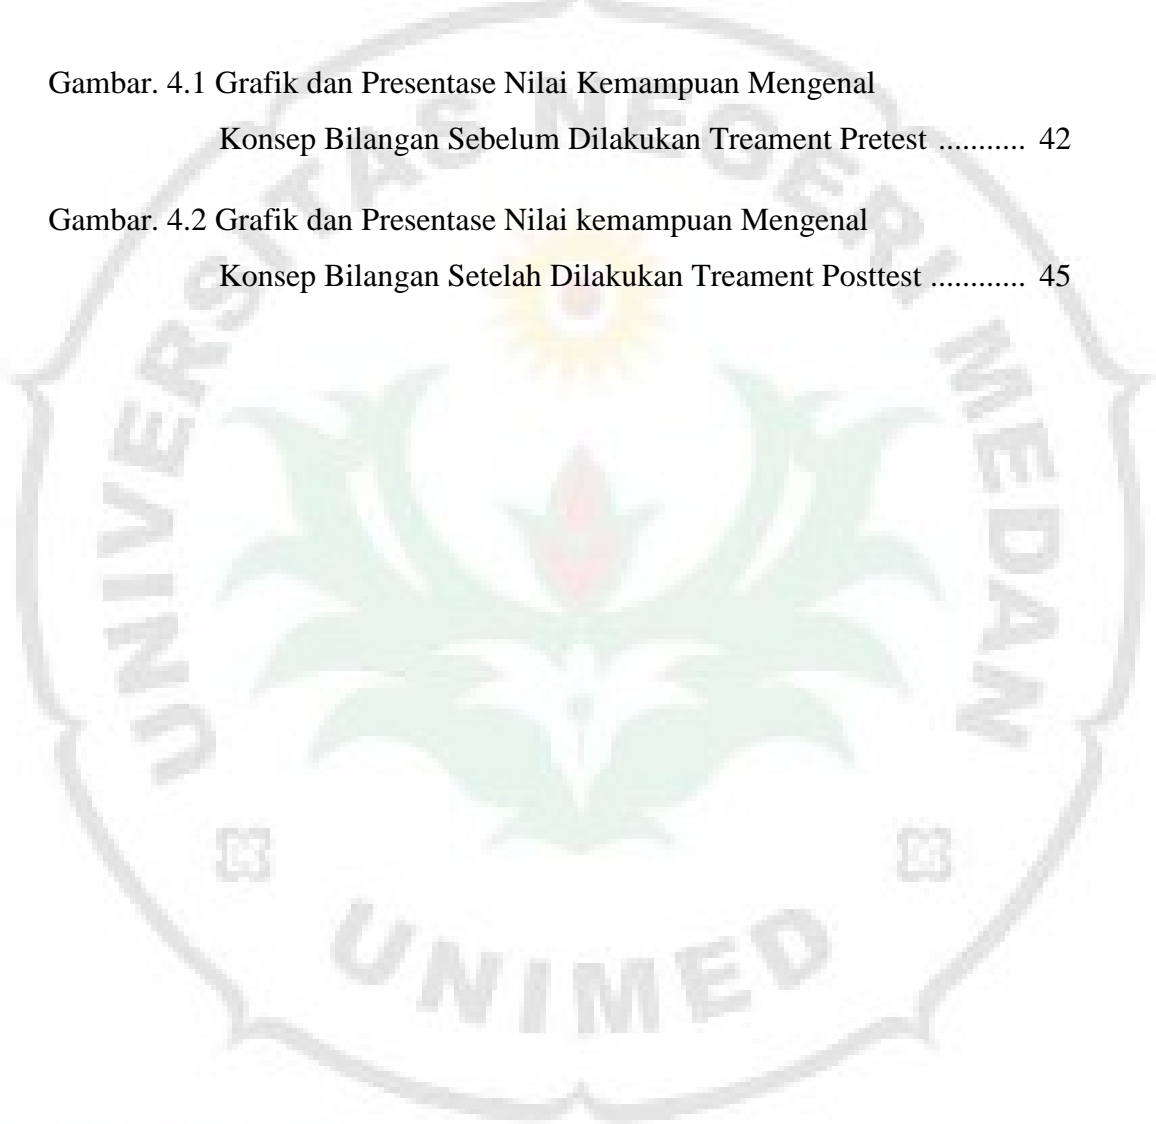 Gambar. 4.1 Grafik dan Presentase Nilai Kemampuan Mengenal
Konsep Bilangan Sebelum Dilakukan Treament Pretest ........... 42
Gambar. 4.2 Grafik dan Presentase Nilai kemampuan Mengenal
Konsep Bilangan Setelah Dilakukan Treament Posttest ............ 45
UNIVERSITAS NEGERI MEDAN
UNIMED